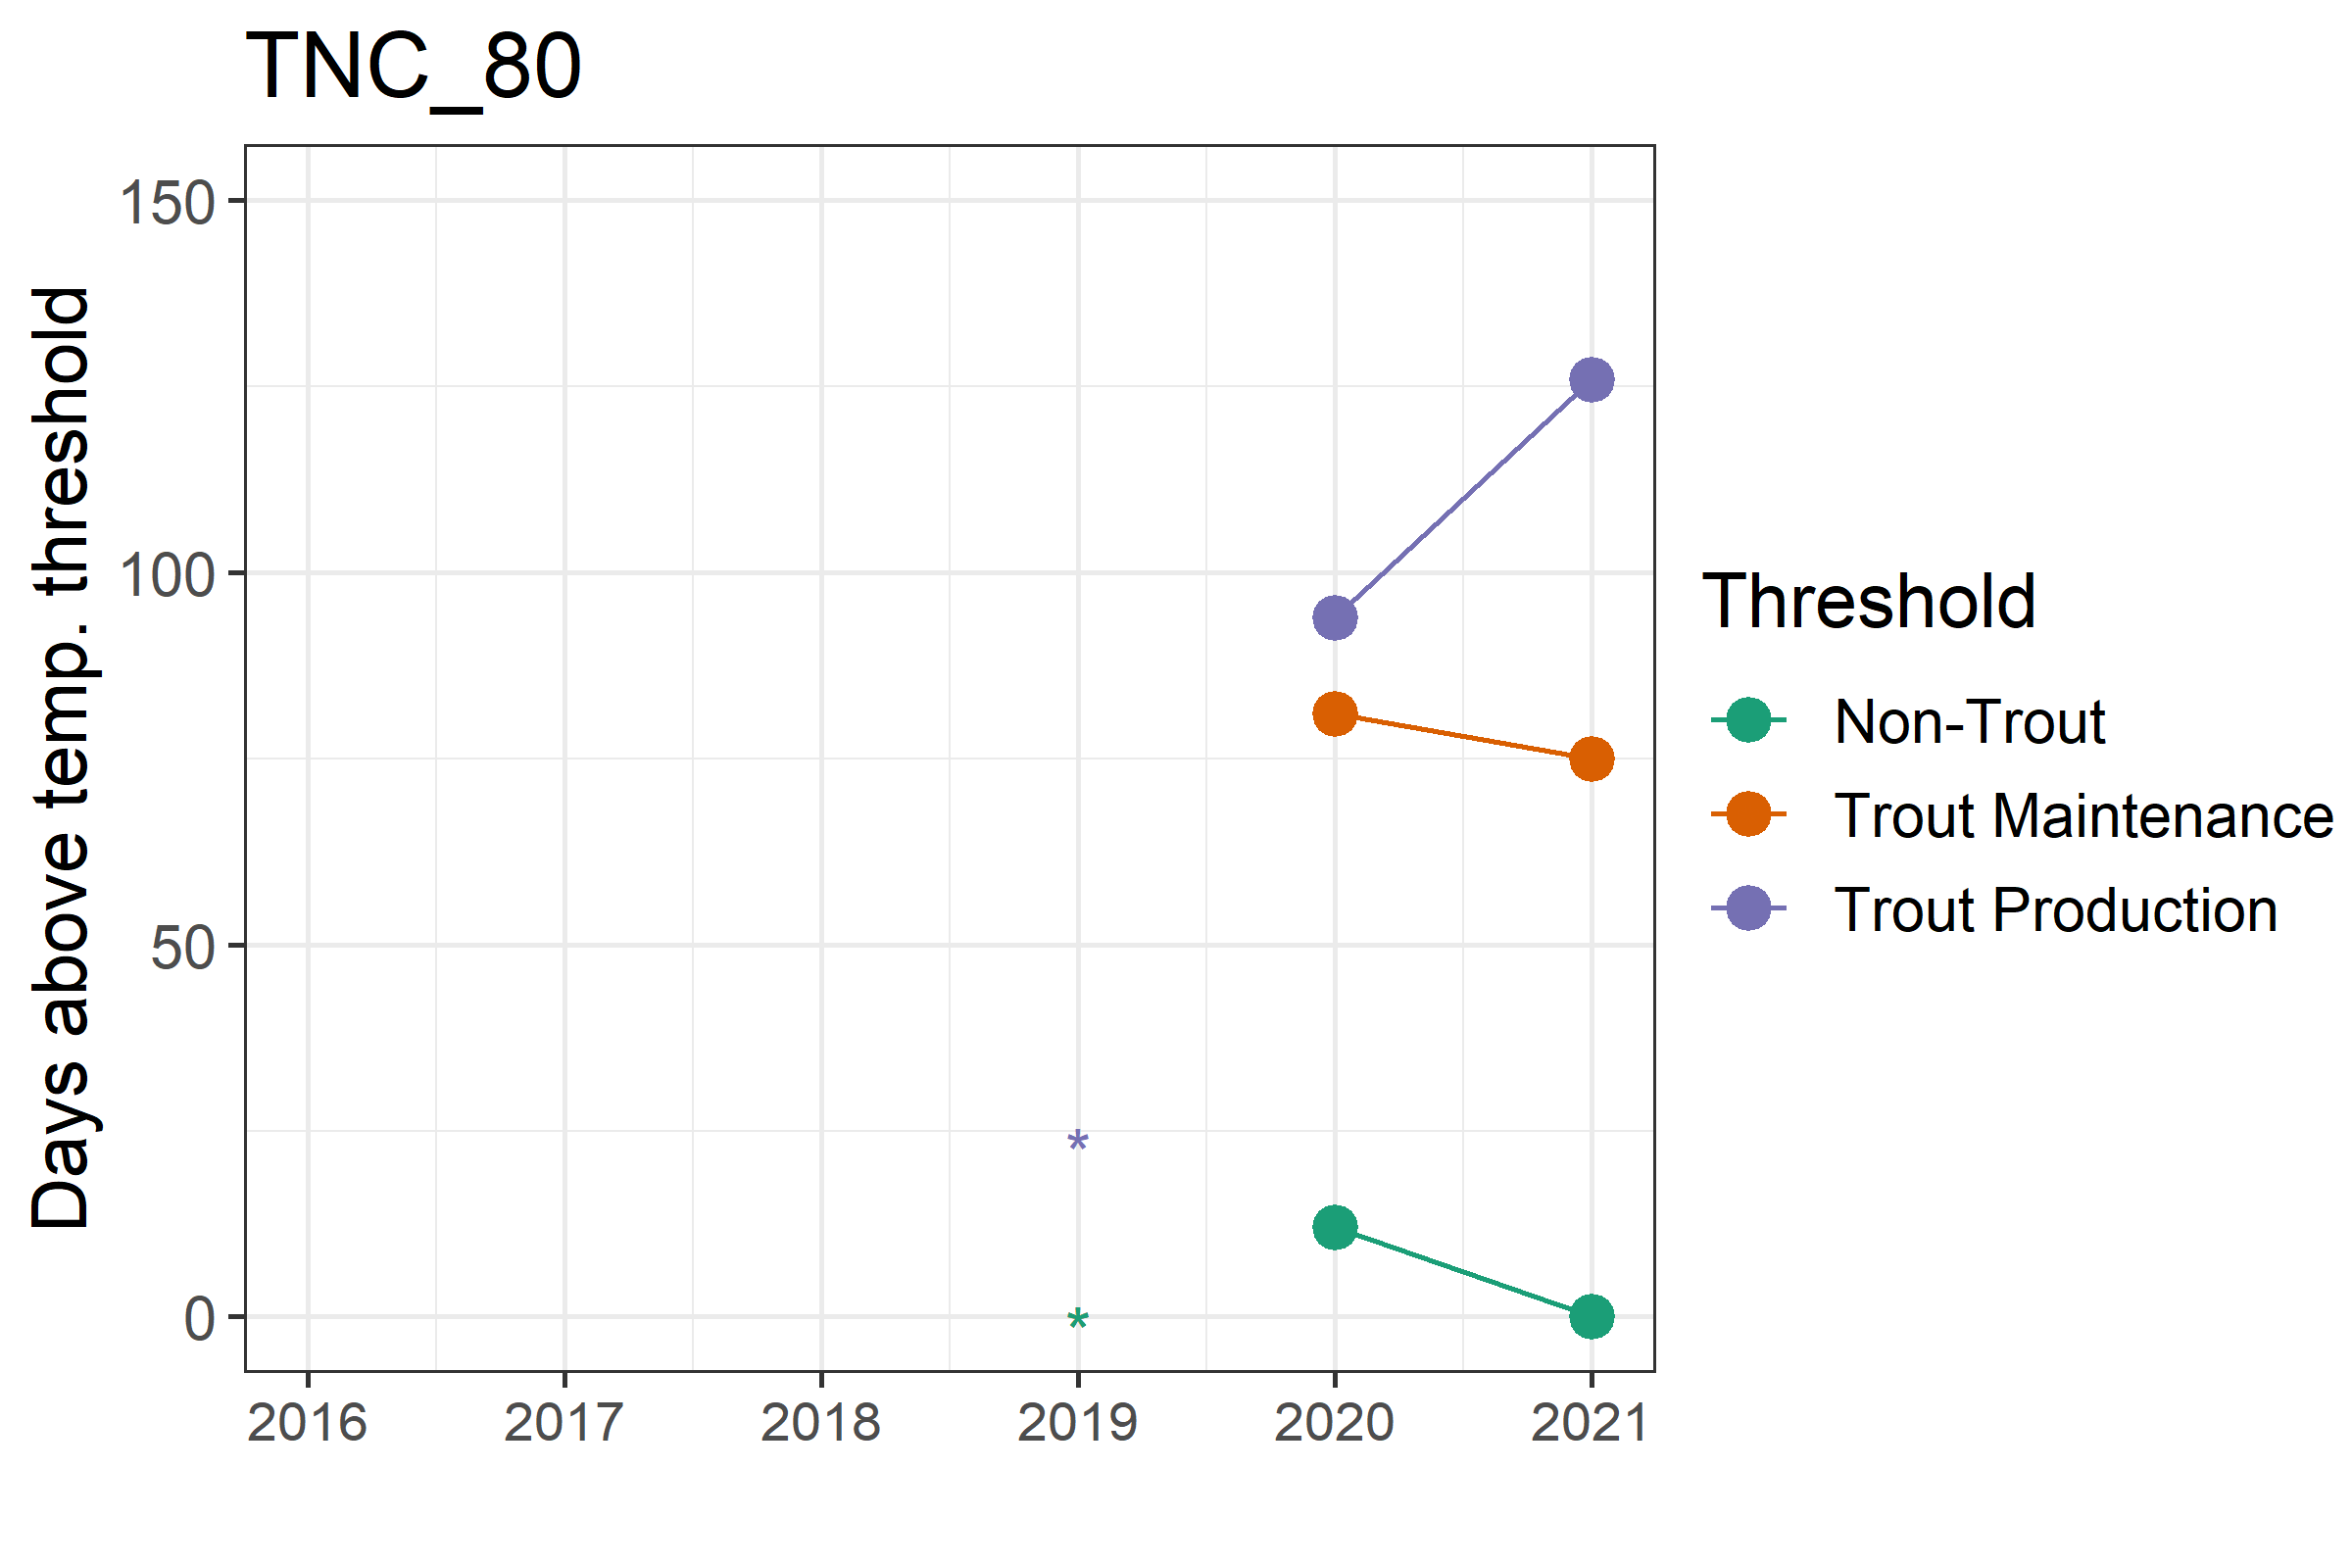 TNC_80
Days above temp. threshold
150
100
50
0
2016 2017 2018 2019 2020 2021
*
*
Threshold
Non-Trout
Trout Maintenance
Trout Production